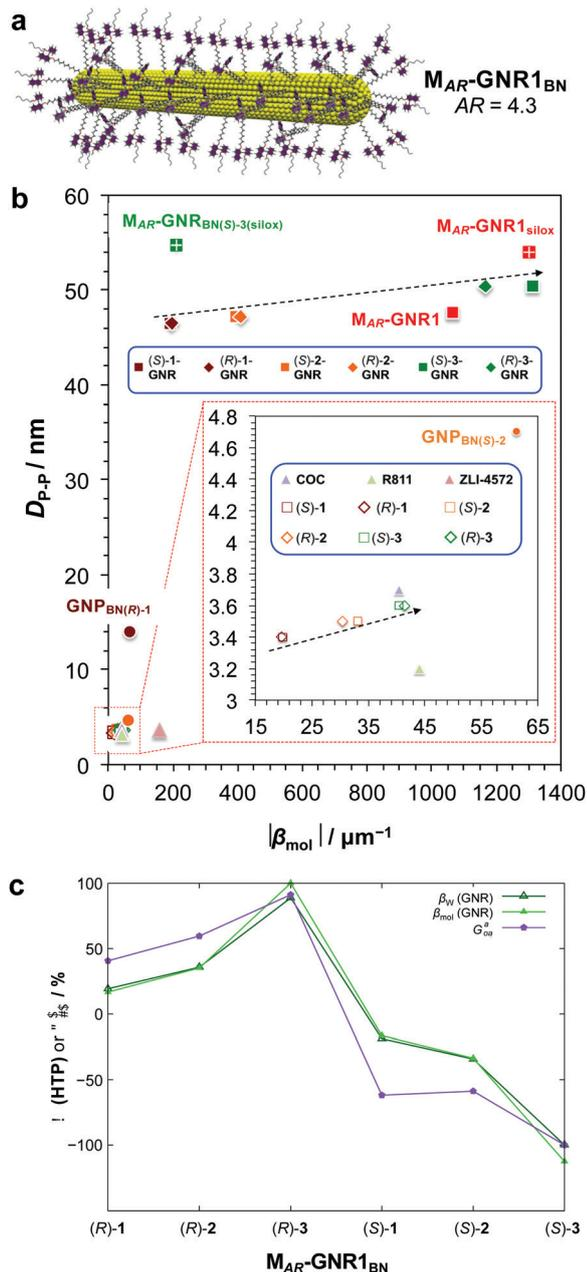 a
M_AR-GNR1_BN
AR = 4.3
b
60
50
40
30
20
10
0
D_P-P / nm
M_AR-GNR_BN(S)-3(silox)
M_AR-GNR1_silox
M_AR-GNR1
(S)-1-GNR (R)-1-GNR (S)-2-GNR (R)-2-GNR (S)-3-GNR (R)-3-GNR
GNP_BN(R)-1
4.8
4.6
4.4
4.2
4
3.8
3.6
3.4
3.2
3
GNP_BN(S)-2
COC R811 ZLI-4572
(S)-1 (R)-1 (S)-2
(R)-2 (S)-3 (R)-3
15 25 35 45 55 65
0 200 400 600 800 1000 1200 1400
|β_mol| / µm⁻¹
c
100
50
0
−50
−100
! (HTP) or " $ #$ / %
β_W (GNR)
β_mol (GNR)
G^a_oa
(R)-1 (R)-2 (R)-3 (S)-1 (S)-2 (S)-3
M_AR-GNR1_BN